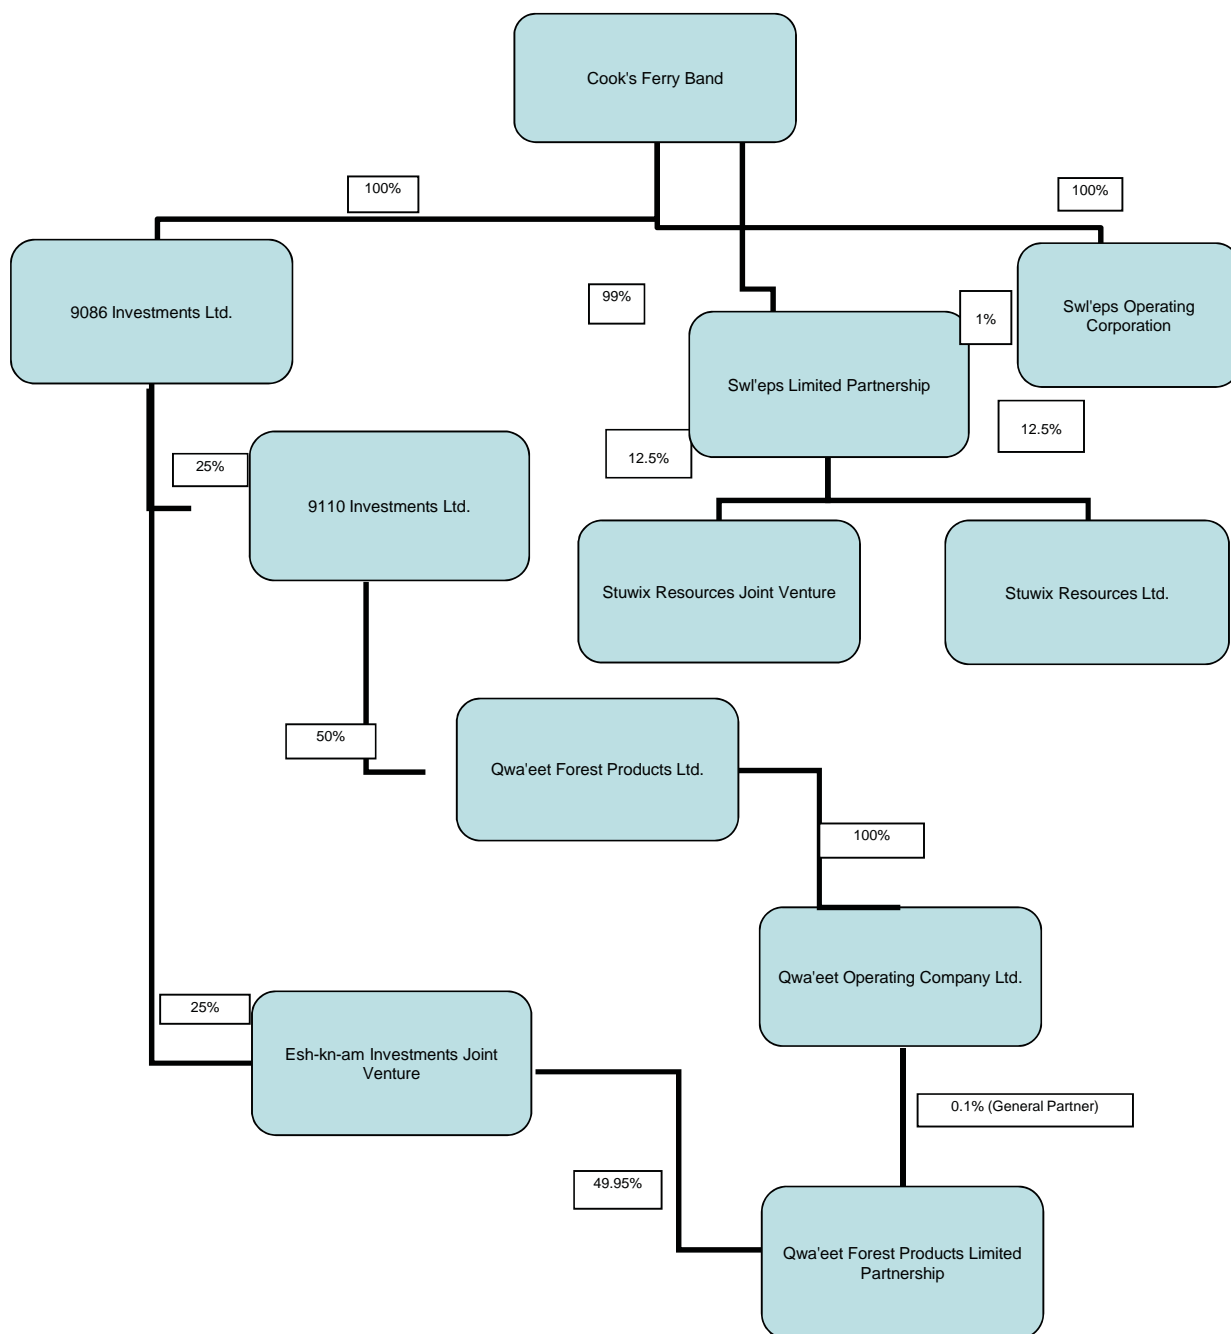 Cook's Ferry Band
100%
100%
9086 Investments Ltd.
99%
1%
Swl'eps Operating
Corporation
Swl'eps Limited Partnership
12.5%
12.5%
25%
9110 Investments Ltd.
Stuwix Resources Joint Venture
Stuwix Resources Ltd.
50%
Qwa'eet Forest Products Ltd.
100%
Qwa'eet Operating Company Ltd.
25%
Esh-kn-am Investments Joint
Venture
0.1% (General Partner)
49.95%
Qwa'eet Forest Products Limited
Partnership